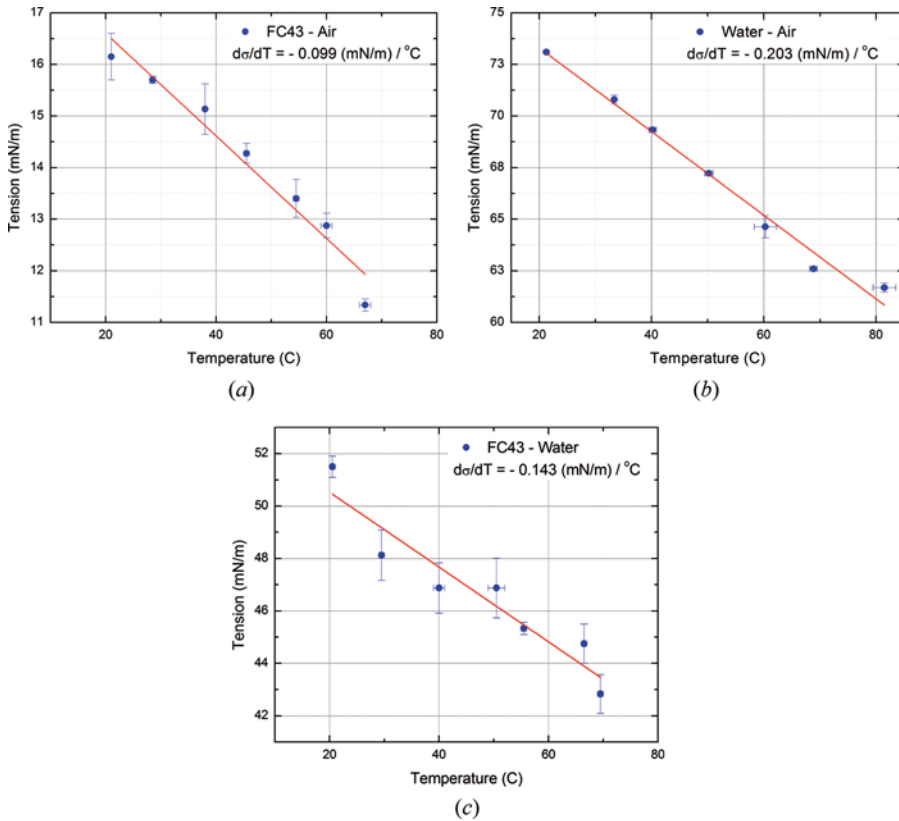 FC43 - Air
dσ/dT = - 0.099 (mN/m) / °C
17
16
15
14
13
12
11
Tension (mN/m)
20
40
60
80
Temperature (C)
(a)
Water - Air
dσ/dT = - 0.203 (mN/m) / °C
75
73
70
68
65
63
60
Tension (mN/m)
20
40
60
80
Temperature (C)
(b)
FC43 - Water
dσ/dT = - 0.143 (mN/m) / °C
52
50
48
46
44
42
Tension (mN/m)
20
40
60
80
Temperature (C)
(c)